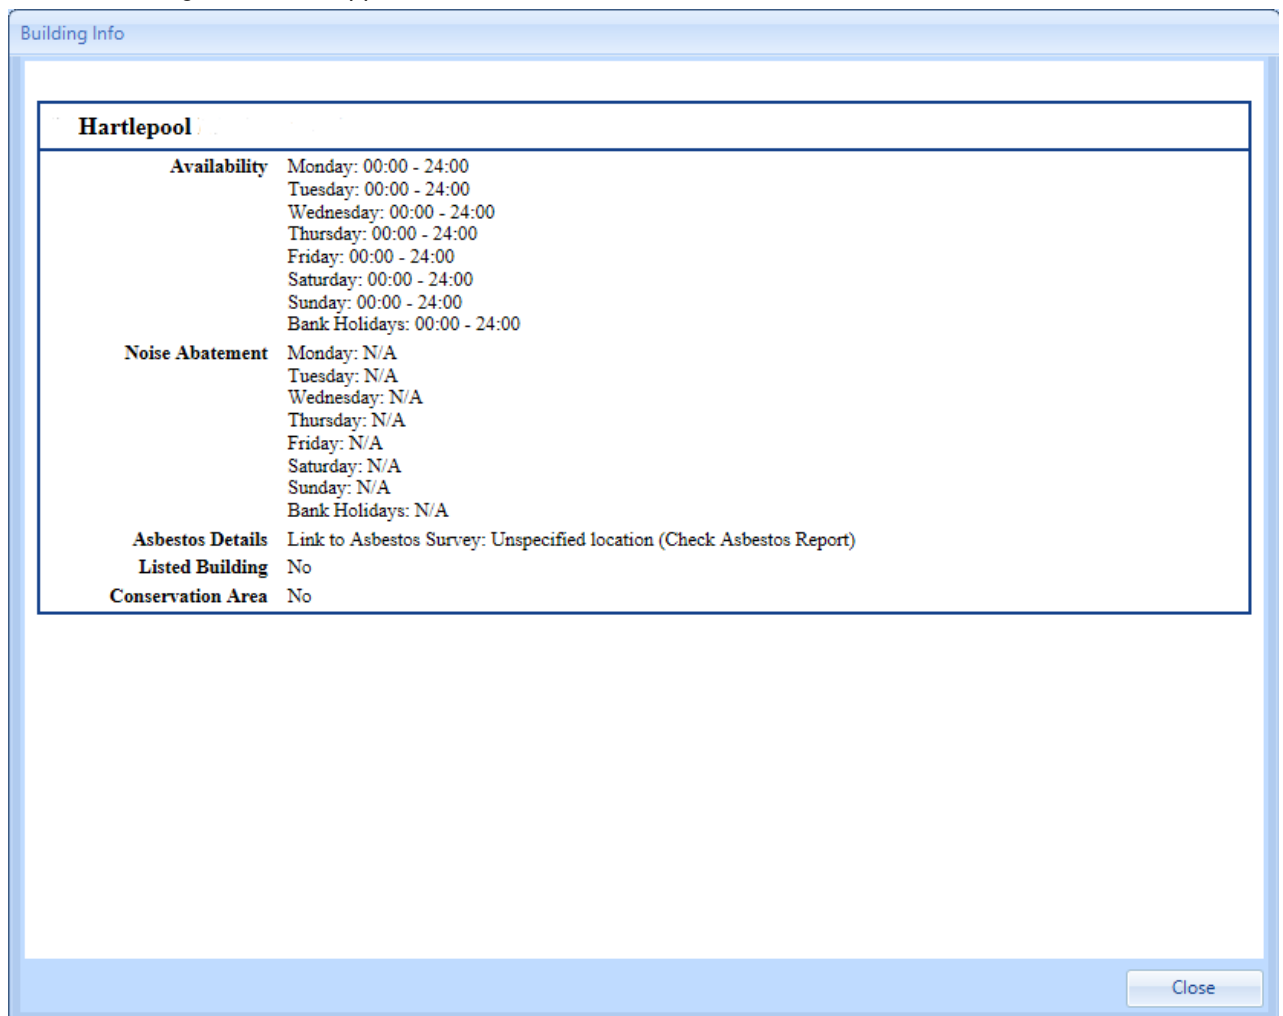 Building Info
Hartlepool
Availability Monday: 00:00 - 24:00
Tuesday: 00:00 - 24:00
Wednesday: 00:00 - 24:00
Thursday: 00:00 - 24:00
Friday: 00:00 - 24:00
Saturday: 00:00 - 24:00
Sunday: 00:00 - 24:00
Bank Holidays: 00:00 - 24:00
Noise Abatement Monday: N/A
Tuesday: N/A
Wednesday: N/A
Thursday: N/A
Friday: N/A
Saturday: N/A
Sunday: N/A
Bank Holidays: N/A
Asbestos Details Link to Asbestos Survey: Unspecified location (Check Asbestos Report)
Listed Building No
Conservation Area No
Close